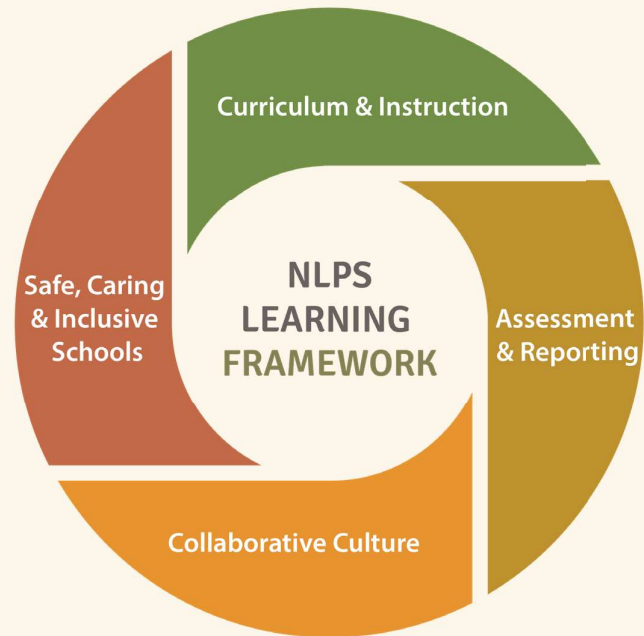 Curriculum & Instruction
NLPS
LEARNING
FRAMEWORK
Safe, Caring
& Inclusive
Schools
Assessment
& Reporting
Collaborative Culture